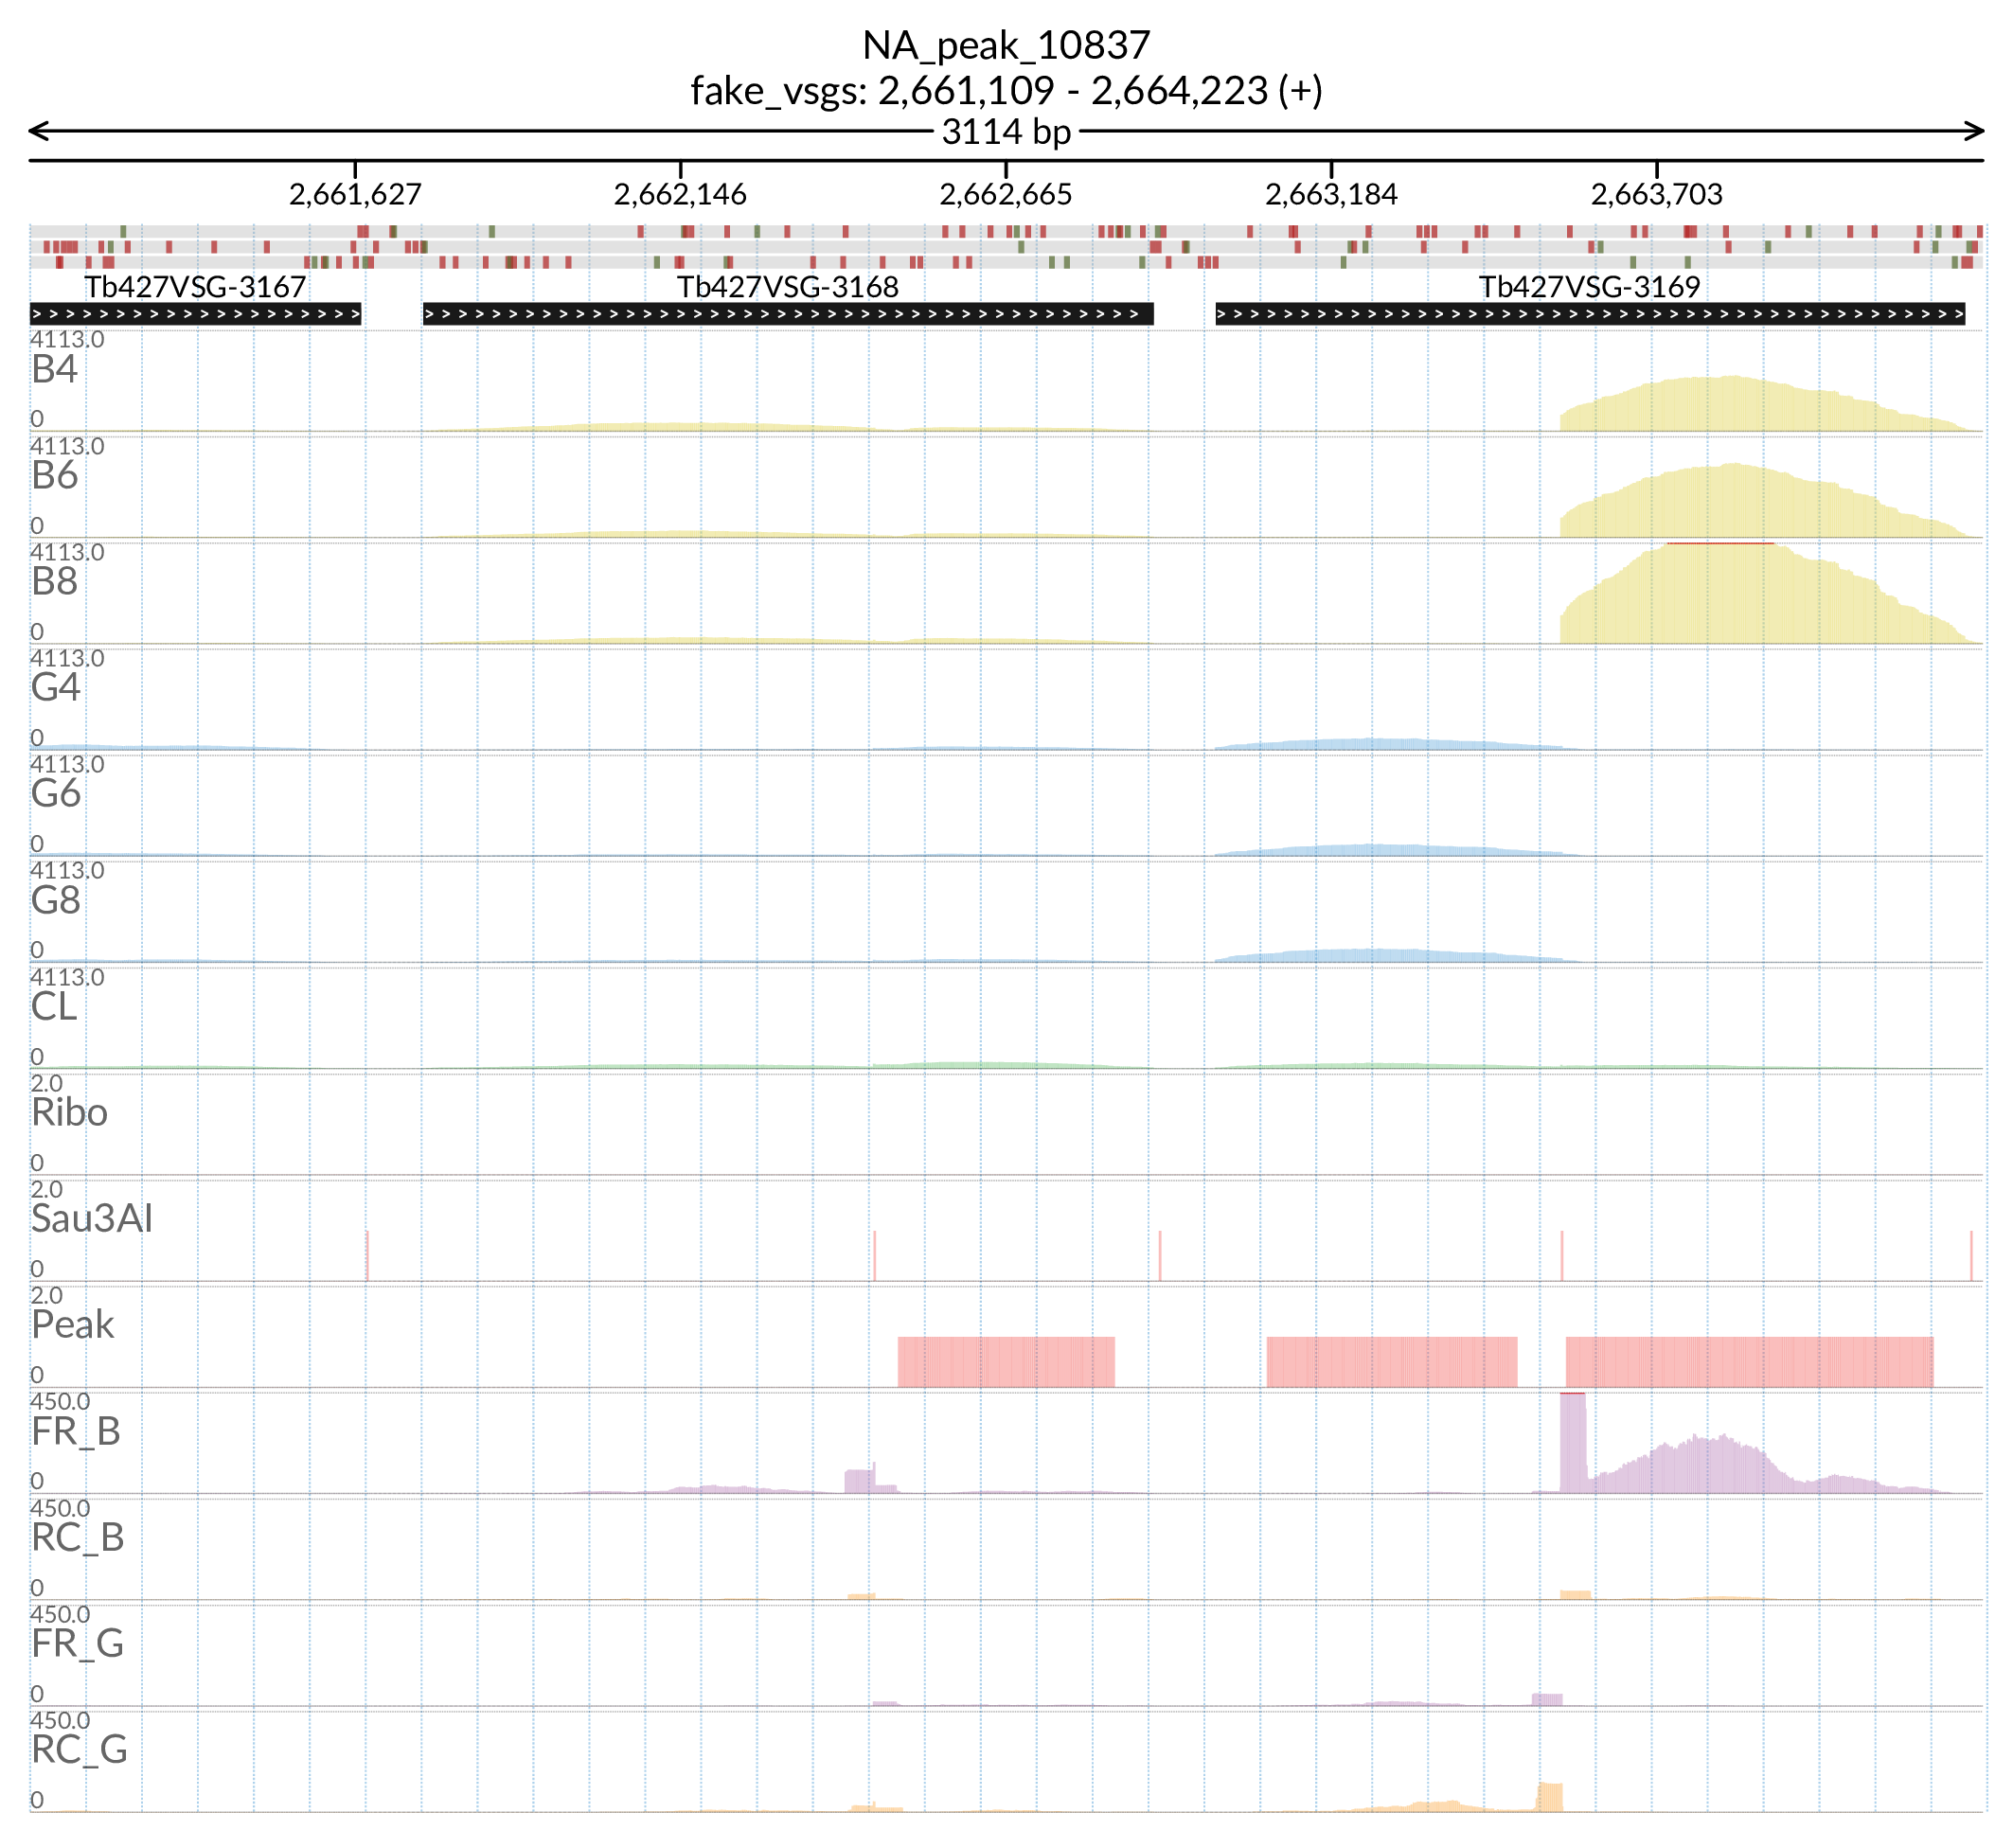 NA_peak_10837
fake_vsgs: 2,661,109 - 2,664,223 (+)
3114 bp
2,661,627 2,662,146 2,662,665 2,663,184 2,663,703
Tb427VSG-3167 Tb427VSG-3168 Tb427VSG-3169
4113.0
B4
0
4113.0
B6
0
4113.0
B8
0
4113.0
G4
0
4113.0
G6
0
4113.0
G8
0
4113.0
CL
0
2.0
Ribo
0
2.0
Sau3AI
0
2.0
Peak
0
450.0
FR_B
0
450.0
RC_B
0
450.0
FR_G
0
450.0
RC_G
0